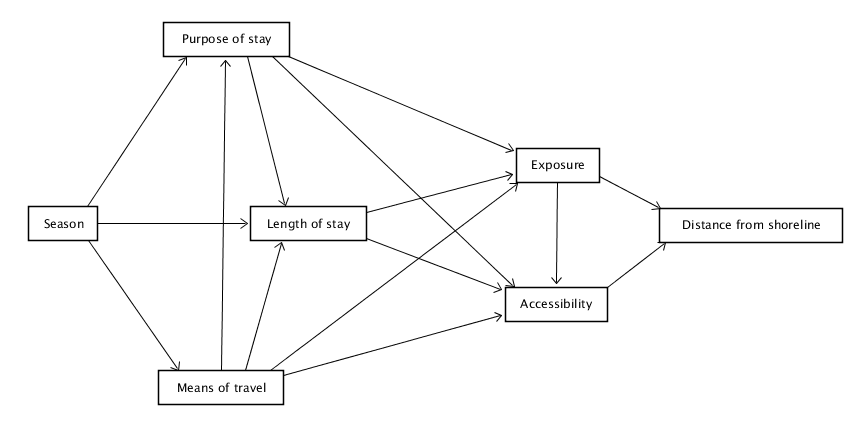 Purpose of stay
Exposure
Season
Length of stay
Distance from shoreline
Accessibility
Means of travel